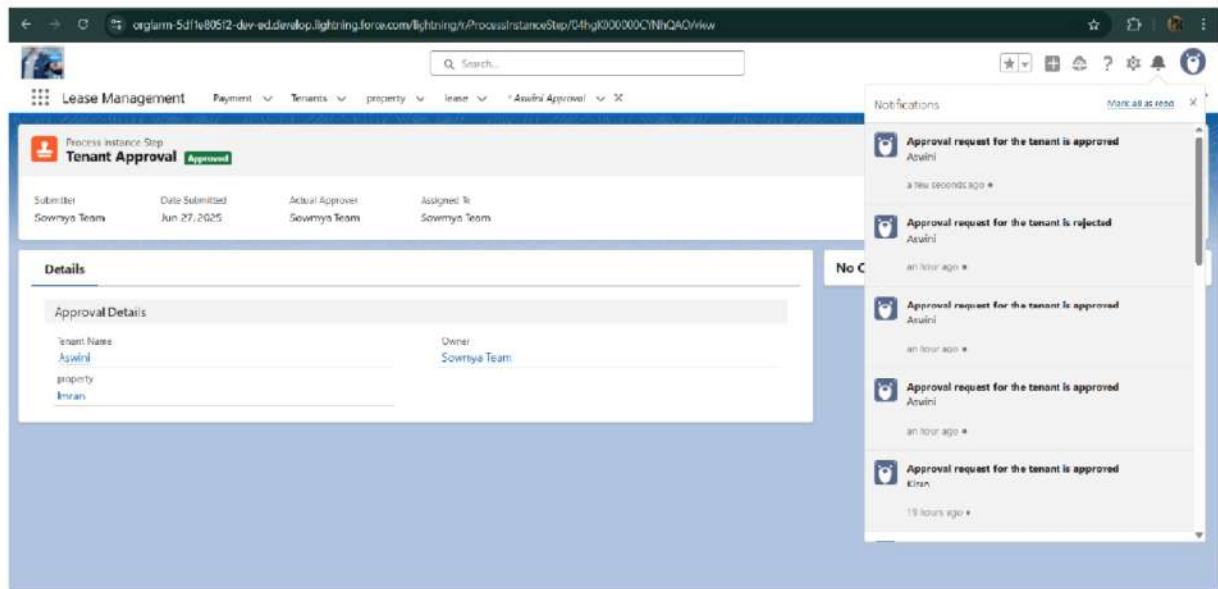 orgfarm-5df1e805f2-dev-ed.develop.lightning.force.com/lightning/r/ProcessInstanceStep/04hgK000000CYNhQAO/view
Search...
Lease Management Payment Tenants property lease * Aswini Approval
Process Instance Step
Tenant Approval Approved
Submitter Date Submitted Actual Approver Assigned To
Sowmya Team Jun 27, 2025 Sowmya Team Sowmya Team
Details
Approval Details
Tenant Name Owner
Aswini Sowmya Team
property
Imran
No C
Notifications Mark all as read
Approval request for the tenant is approved
Aswini
a few seconds ago
Approval request for the tenant is rejected
Aswini
an hour ago
Approval request for the tenant is approved
Aswini
an hour ago
Approval request for the tenant is approved
Aswini
an hour ago
Approval request for the tenant is approved
Kiran
19 hours ago